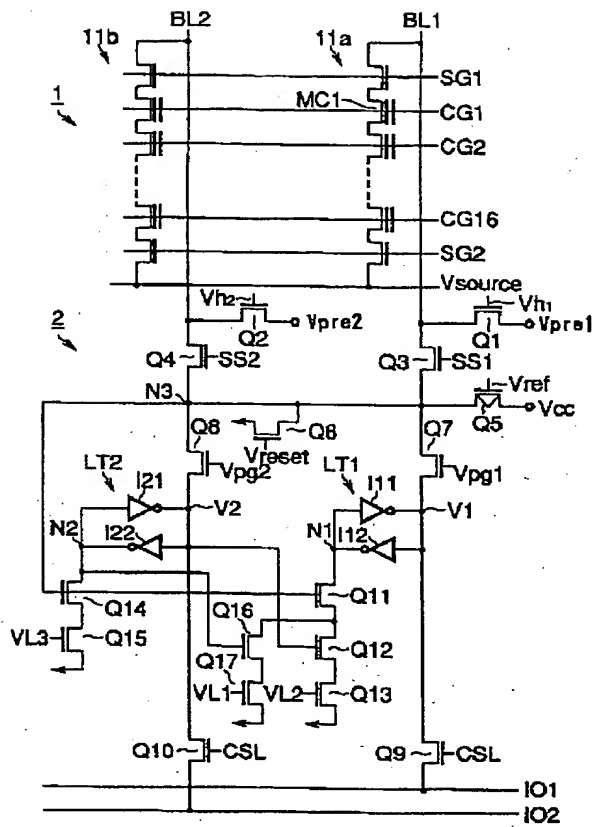 BL2 BL1
11b 11a
SG1
1 MC1 CG1
CG2
CG16
SG2
Vsource
Vh2 Vh1
Vpre2 Vpre1
2 Q2 Q1
Q4 SS2 Q3 SS1
N3 Vref
Q5 Vcc
Q8 Q6 Q7
Vreset
LT2 I21 Vpg2 LT1 I11 Vpg1
V2 V1
N2 I22 N1 I12
Q14 Q16 Q11
VL3 Q15 Q12
Q17
VL1 VL2 Q13
Q10 CSL Q9 CSL
IO1
IO2